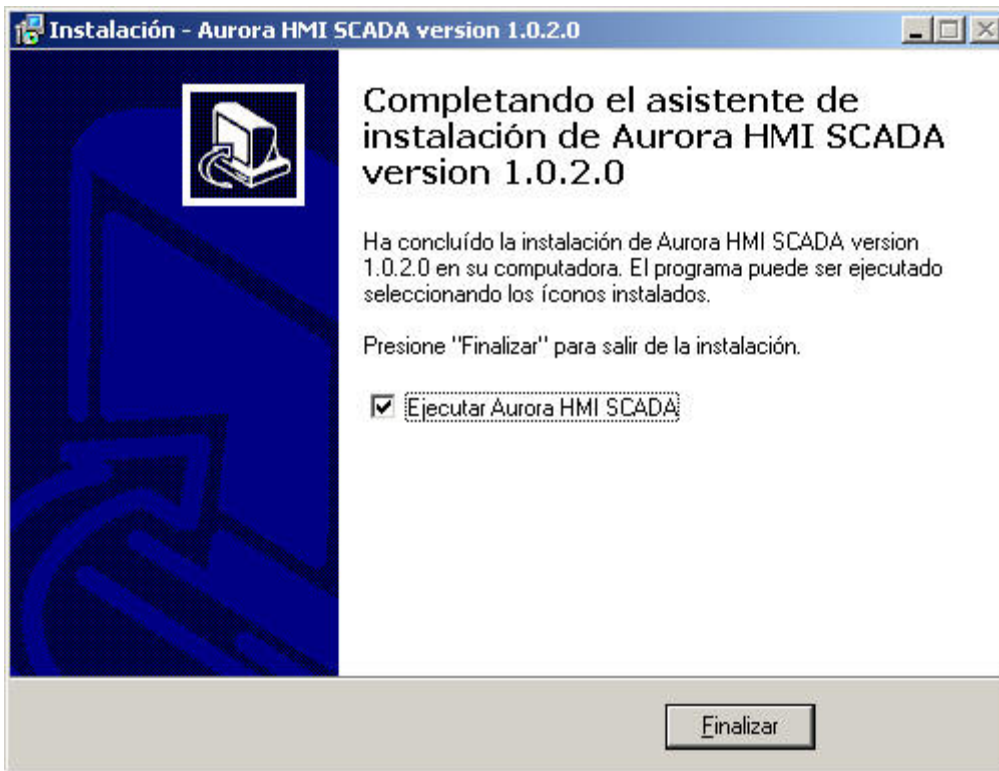 Instalación - Aurora HMI SCADA version 1.0.2.0
Completando el asistente de
instalación de Aurora HMI SCADA
version 1.0.2.0
Ha concluído la instalación de Aurora HMI SCADA version
1.0.2.0 en su computadora. El programa puede ser ejecutado
seleccionando los íconos instalados.
Presione "Finalizar" para salir de la instalación.
Ejecutar Aurora HMI SCADA
Finalizar